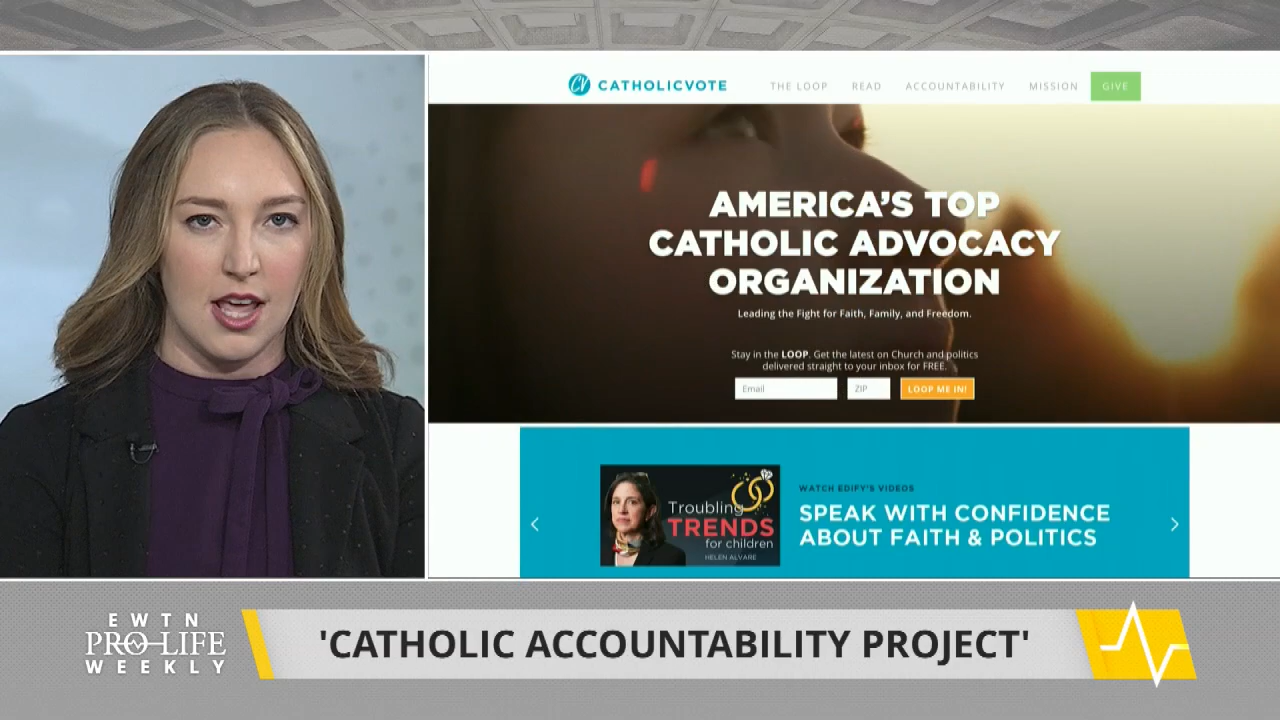 CV CATHOLICVOTE THE LOOP READ ACCOUNTABILITY MISSION GIVE
AMERICA'S TOP
CATHOLIC ADVOCACY
ORGANIZATION
Leading the Fight for Faith, Family, and Freedom.
Stay in the LOOP. Get the latest on Church and politics
delivered straight to your inbox for FREE.
Email ZIP LOOP ME IN!
Troubling
TRENDS
for children
HELEN ALVARE
WATCH EDIFY'S VIDEOS
SPEAK WITH CONFIDENCE
ABOUT FAITH & POLITICS
EWTN
PRO-LIFE
WEEKLY
'CATHOLIC ACCOUNTABILITY PROJECT'